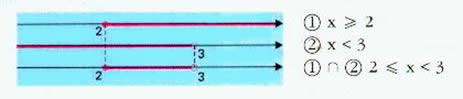 2 ① x ⩾ 2
3 ② x < 3
2 3 ① ∩ ② 2 ⩽ x < 3